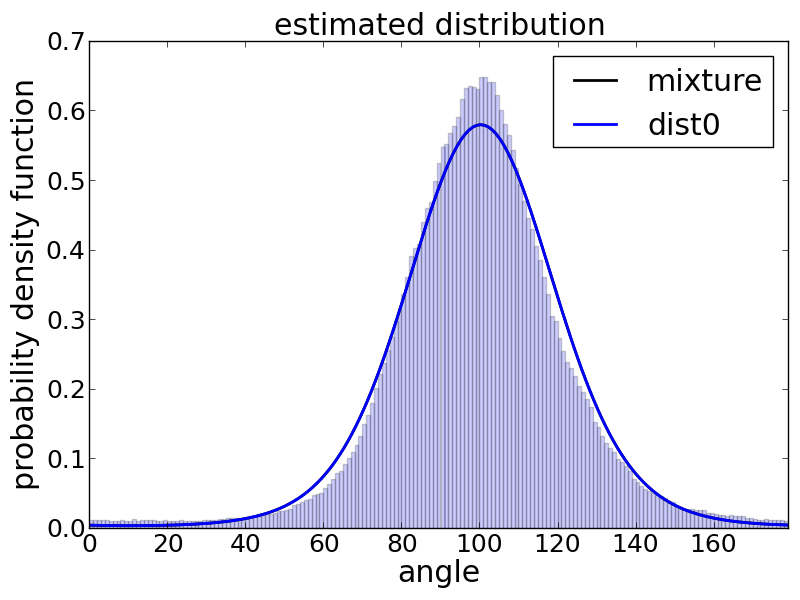 estimated distribution
0.7
0.6
0.5
0.4
0.3
0.2
0.1
0.0
probability density function
mixture
dist0
0 20 40 60 80 100 120 140 160
angle